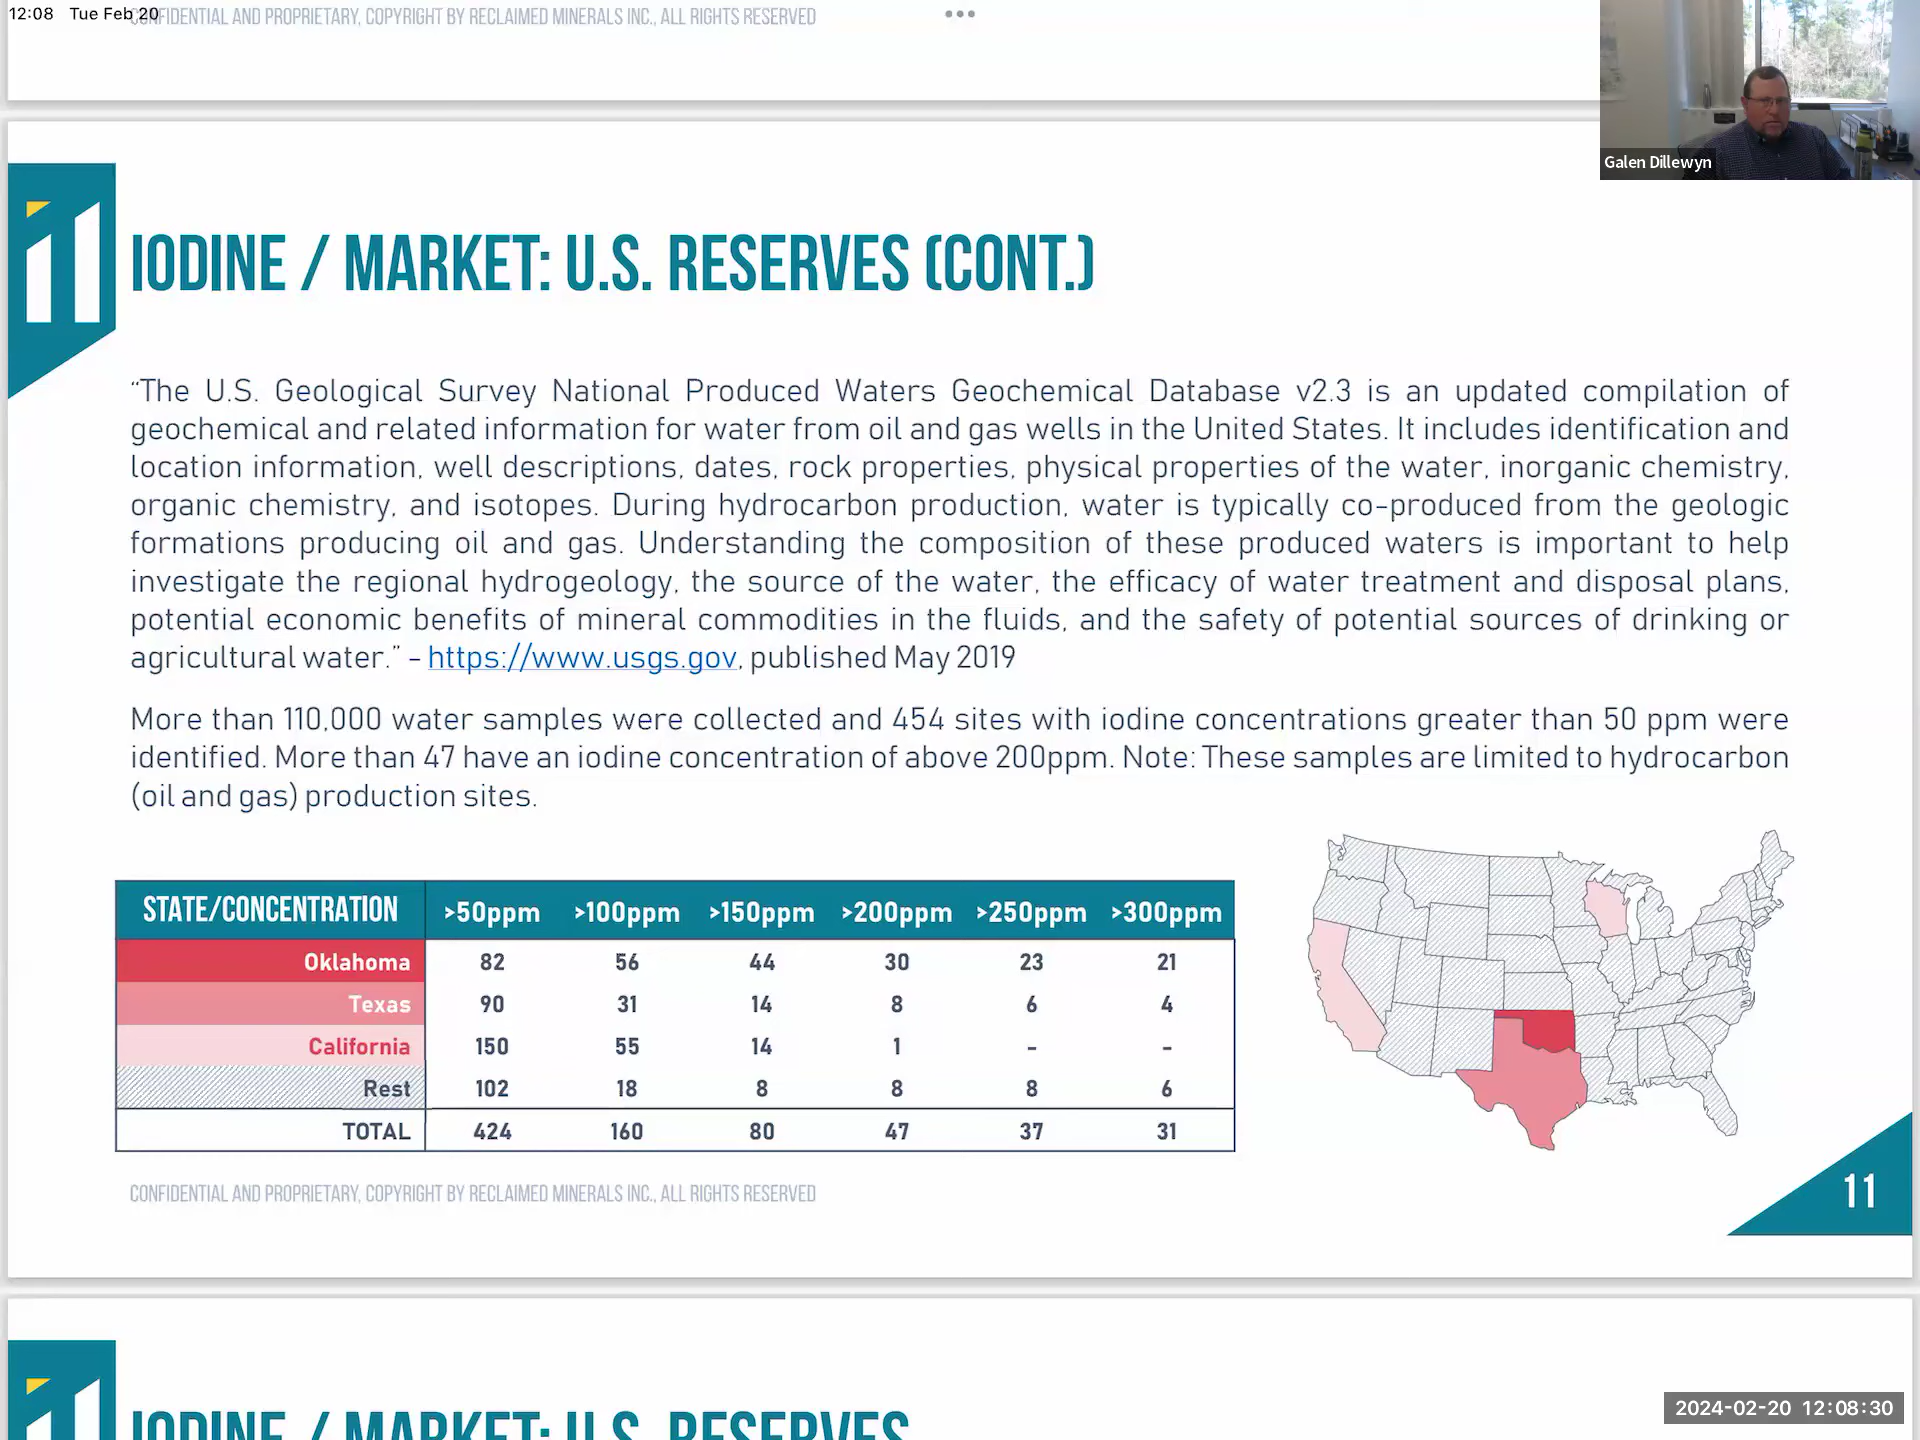 12:08 Tue Feb 20
CONFIDENTIAL AND PROPRIETARY, COPYRIGHT BY RECLAIMED MINERALS INC., ALL RIGHTS RESERVED
Galen Dillewyn
IODINE / MARKET: U.S. RESERVES (CONT.)
“The U.S. Geological Survey National Produced Waters Geochemical Database v2.3 is an updated compilation of
geochemical and related information for water from oil and gas wells in the United States. It includes identification and
location information, well descriptions, dates, rock properties, physical properties of the water, inorganic chemistry,
organic chemistry, and isotopes. During hydrocarbon production, water is typically co-produced from the geologic
formations producing oil and gas. Understanding the composition of these produced waters is important to help
investigate the regional hydrogeology, the source of the water, the efficacy of water treatment and disposal plans,
potential economic benefits of mineral commodities in the fluids, and the safety of potential sources of drinking or
agricultural water.” – https://www.usgs.gov, published May 2019
More than 110,000 water samples were collected and 454 sites with iodine concentrations greater than 50 ppm were
identified. More than 47 have an iodine concentration of above 200ppm. Note: These samples are limited to hydrocarbon
(oil and gas) production sites.
STATE/CONCENTRATION >50ppm >100ppm >150ppm >200ppm >250ppm >300ppm
Oklahoma 82 56 44 30 23 21
Texas 90 31 14 8 6 4
California 150 55 14 1 - -
Rest 102 18 8 8 8 6
TOTAL 424 160 80 47 37 31
CONFIDENTIAL AND PROPRIETARY, COPYRIGHT BY RECLAIMED MINERALS INC., ALL RIGHTS RESERVED
11
IODINE / MARKET: U.S. RESERVES
2024-02-20 12:08:30